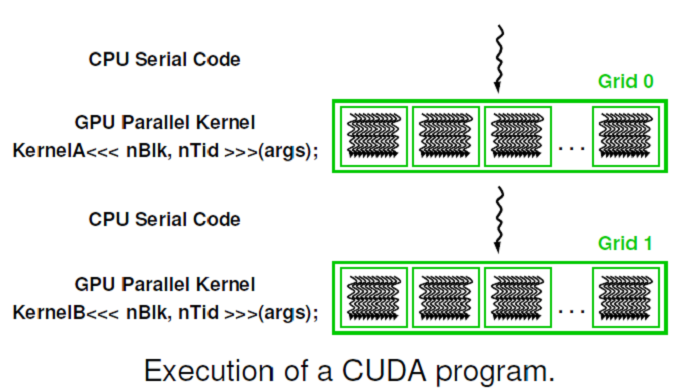 CPU Serial Code
Grid 0
GPU Parallel Kernel
KernelA<<< nBlk, nTid >>>(args);
. . .
CPU Serial Code
Grid 1
GPU Parallel Kernel
KernelB<<< nBlk, nTid >>>(args);
. . .
Execution of a CUDA program.